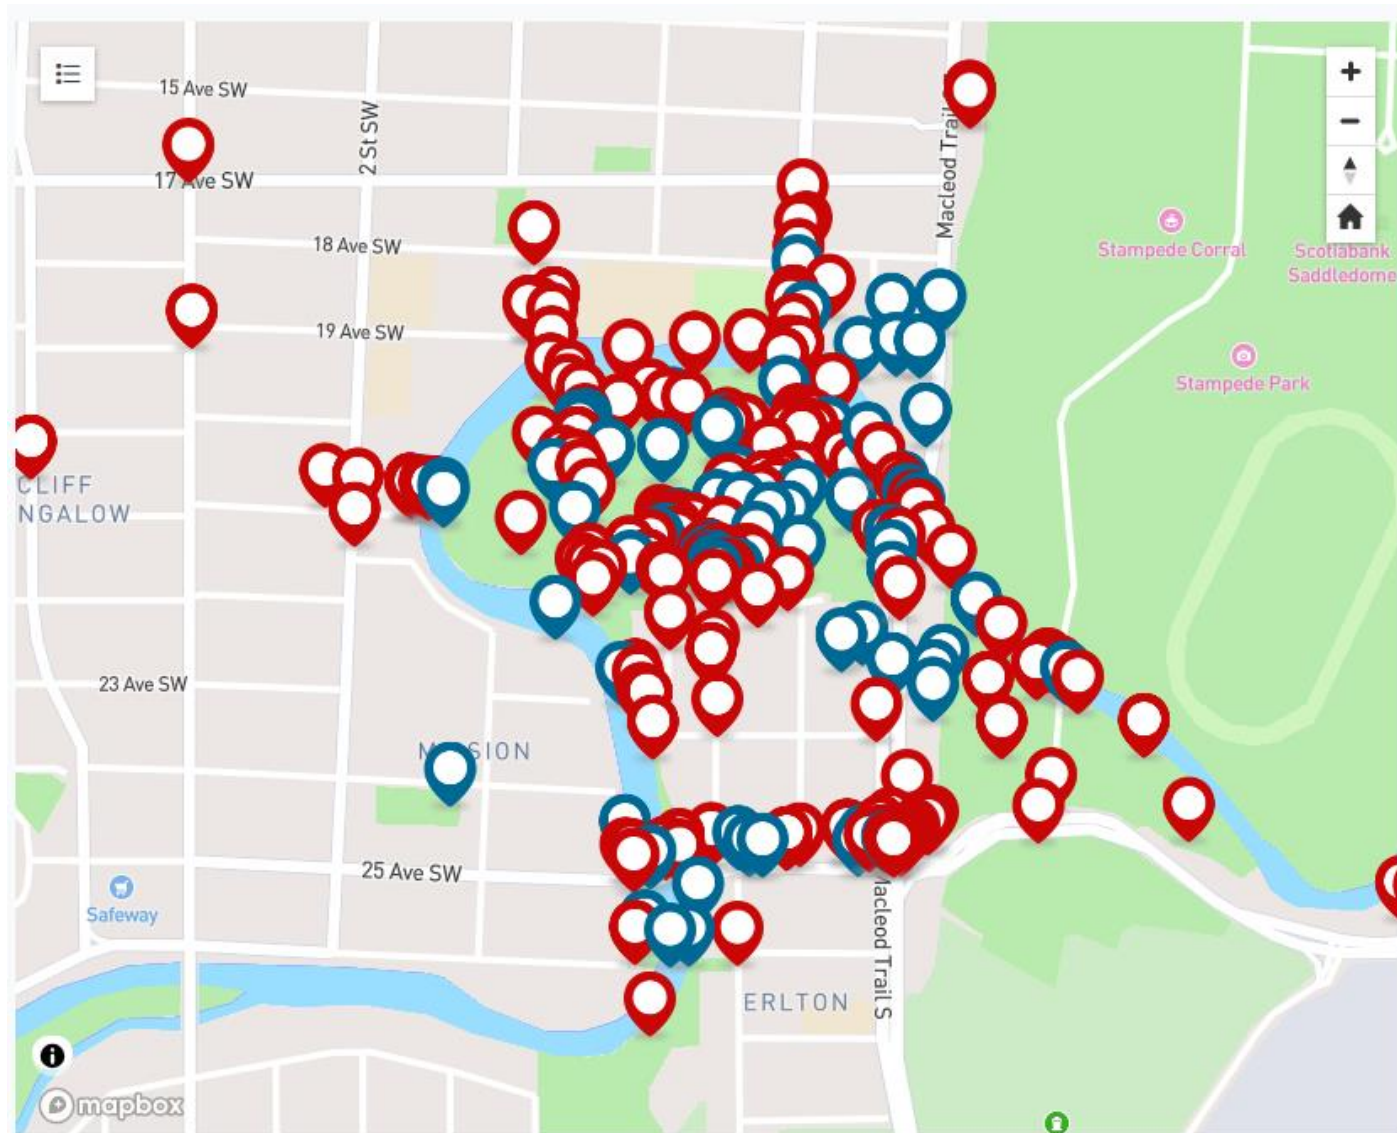 15 Ave SW
2 St SW
Macleod Trail
17 Ave SW
Stampede Corral
Scotiabank
Saddledome
18 Ave SW
19 Ave SW
Stampede Park
CLIFF
NGALOW
23 Ave SW
M SSION
25 Ave SW
Safeway
Macleod Trail S
ERLTON
mapbox